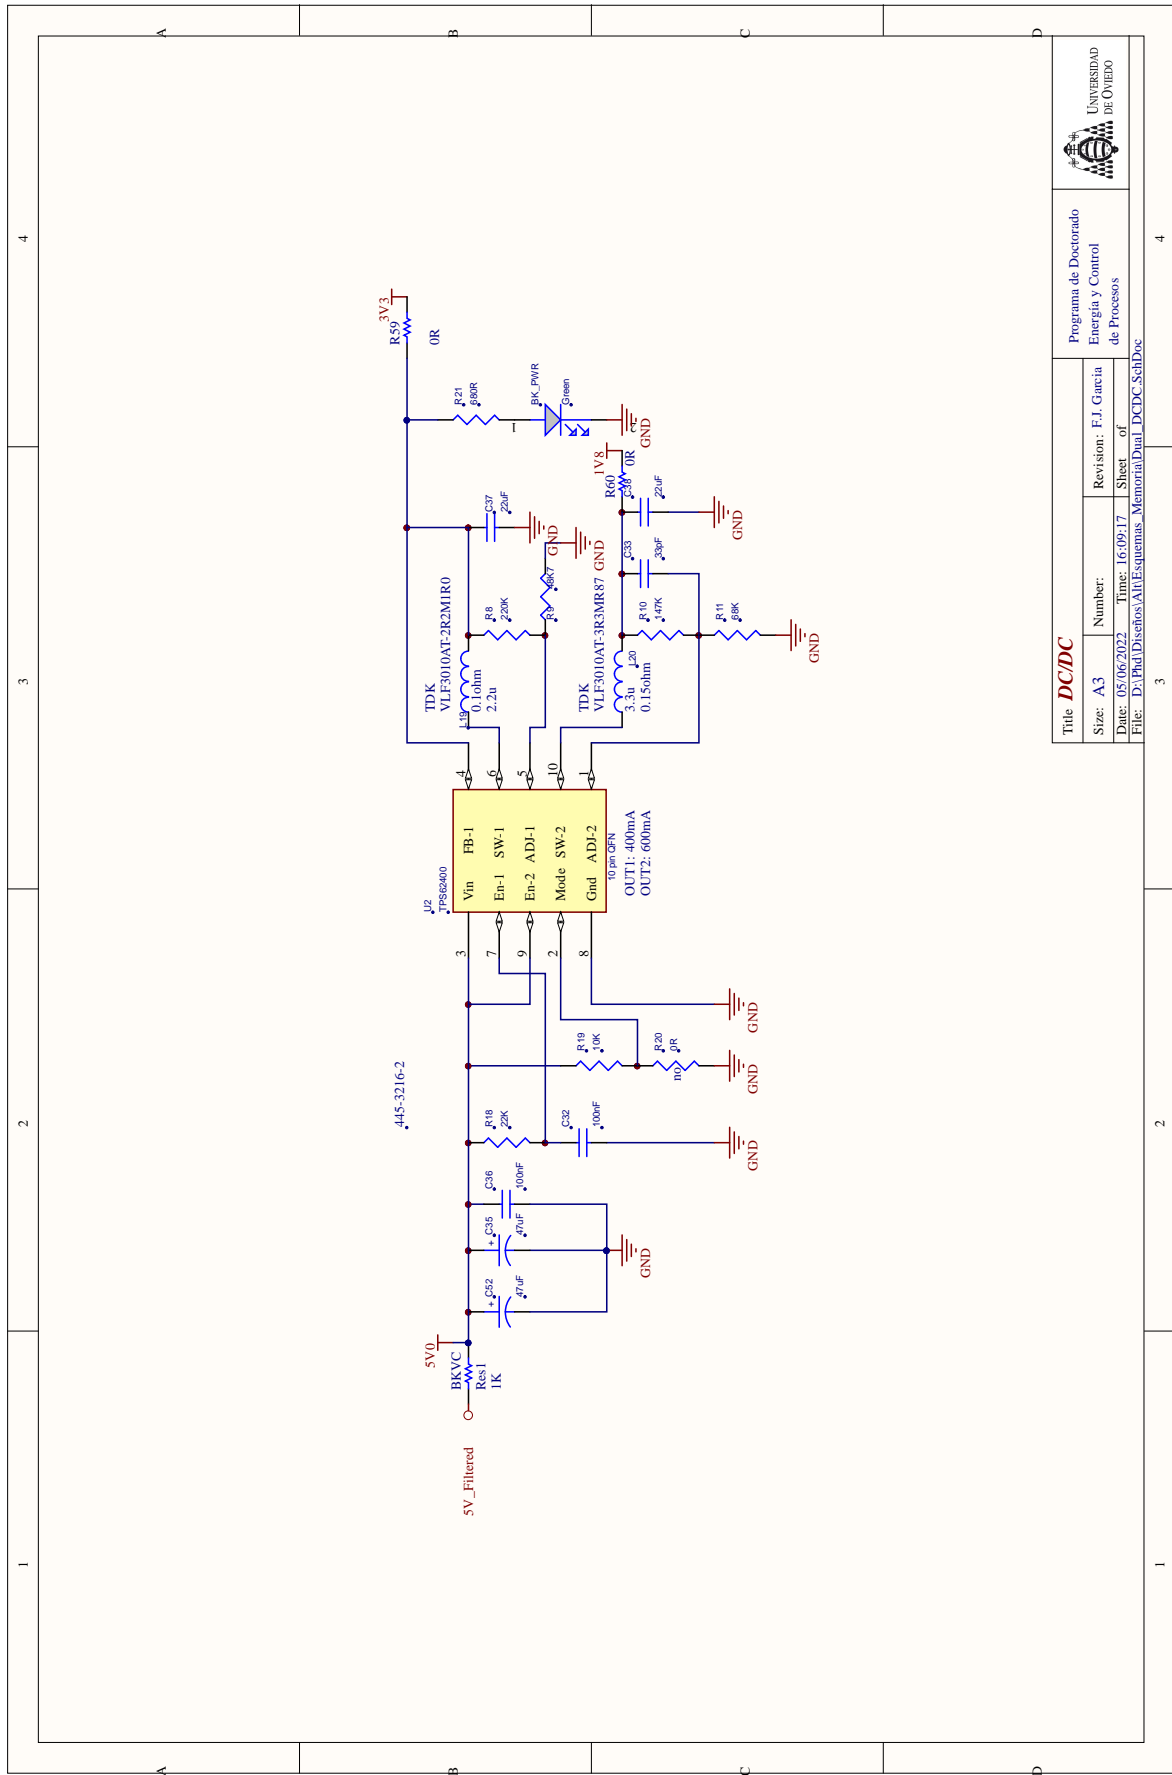 1
2
3
4
A
B
C
D
5V_Filtered
5V0
BKVC
Res1
1K
+
C52
47uF
+
C35
47uF
C36
100nF
GND
445-3216-2
R18
22K
C32
100nF
GND
R19
10K
R20
0R
no
GND
GND
U2
TPS62400
3
Vin
FB-1
4
7
En-1
SW-1
6
9
En-2
ADJ-1
5
2
Mode
SW-2
10
8
Gnd
ADJ-2
1
10 pin QFN
OUT1: 400mA
OUT2: 600mA
TDK
VLF3010AT-2R2M1R0
L19
0.1ohm
2.2u
R8
220K
R9
48K7
GND
C37
22uF
GND
R59
0R
3V3
R21
680R
1
BK_PWR
Green
2
GND
TDK
VLF3010AT-3R3MR87
3.3u
L20
0.15ohm
R10
147K
C33
33pF
R11
68K
GND
R60
0R
1V8
C38
22uF
GND
Title DC/DC
Size: A3
Number:
Revision: F.J. Garcia
Date: 05/06/2022
Time: 16:09:17
Sheet of
File: D:\Phd\Diseños\Alt\Esquemas_Memoria\Dual_DCDC.SchDoc
Programa de Doctorado
Energía y Control
de Procesos
UNIVERSIDAD
DE OVIEDO
1
2
3
4
A
B
C
D